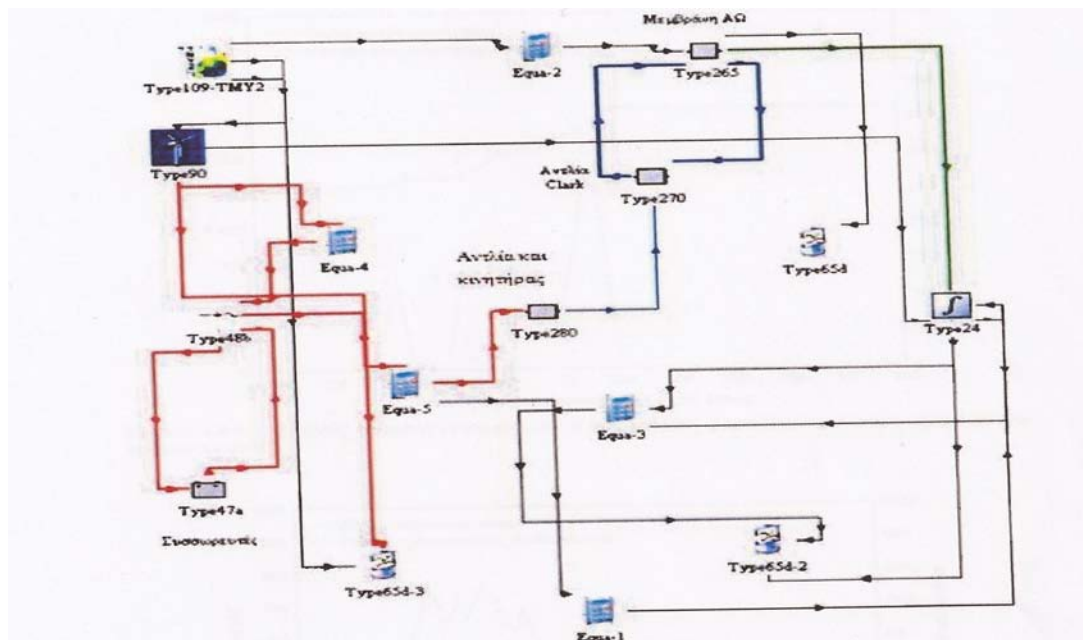 Μεμβράνη ΑΩ
Equa-2
Type265
Type109-TMY2
Type90
Αντλία
Clark
Type270
Equa-4
Type65d
Αντλία και
κινητήρας
Type48b
Type280
Type24
Equa-5
Equa-3
Type47a
Συσσωρευτές
Type65d-2
Type65d-3
Equa-1